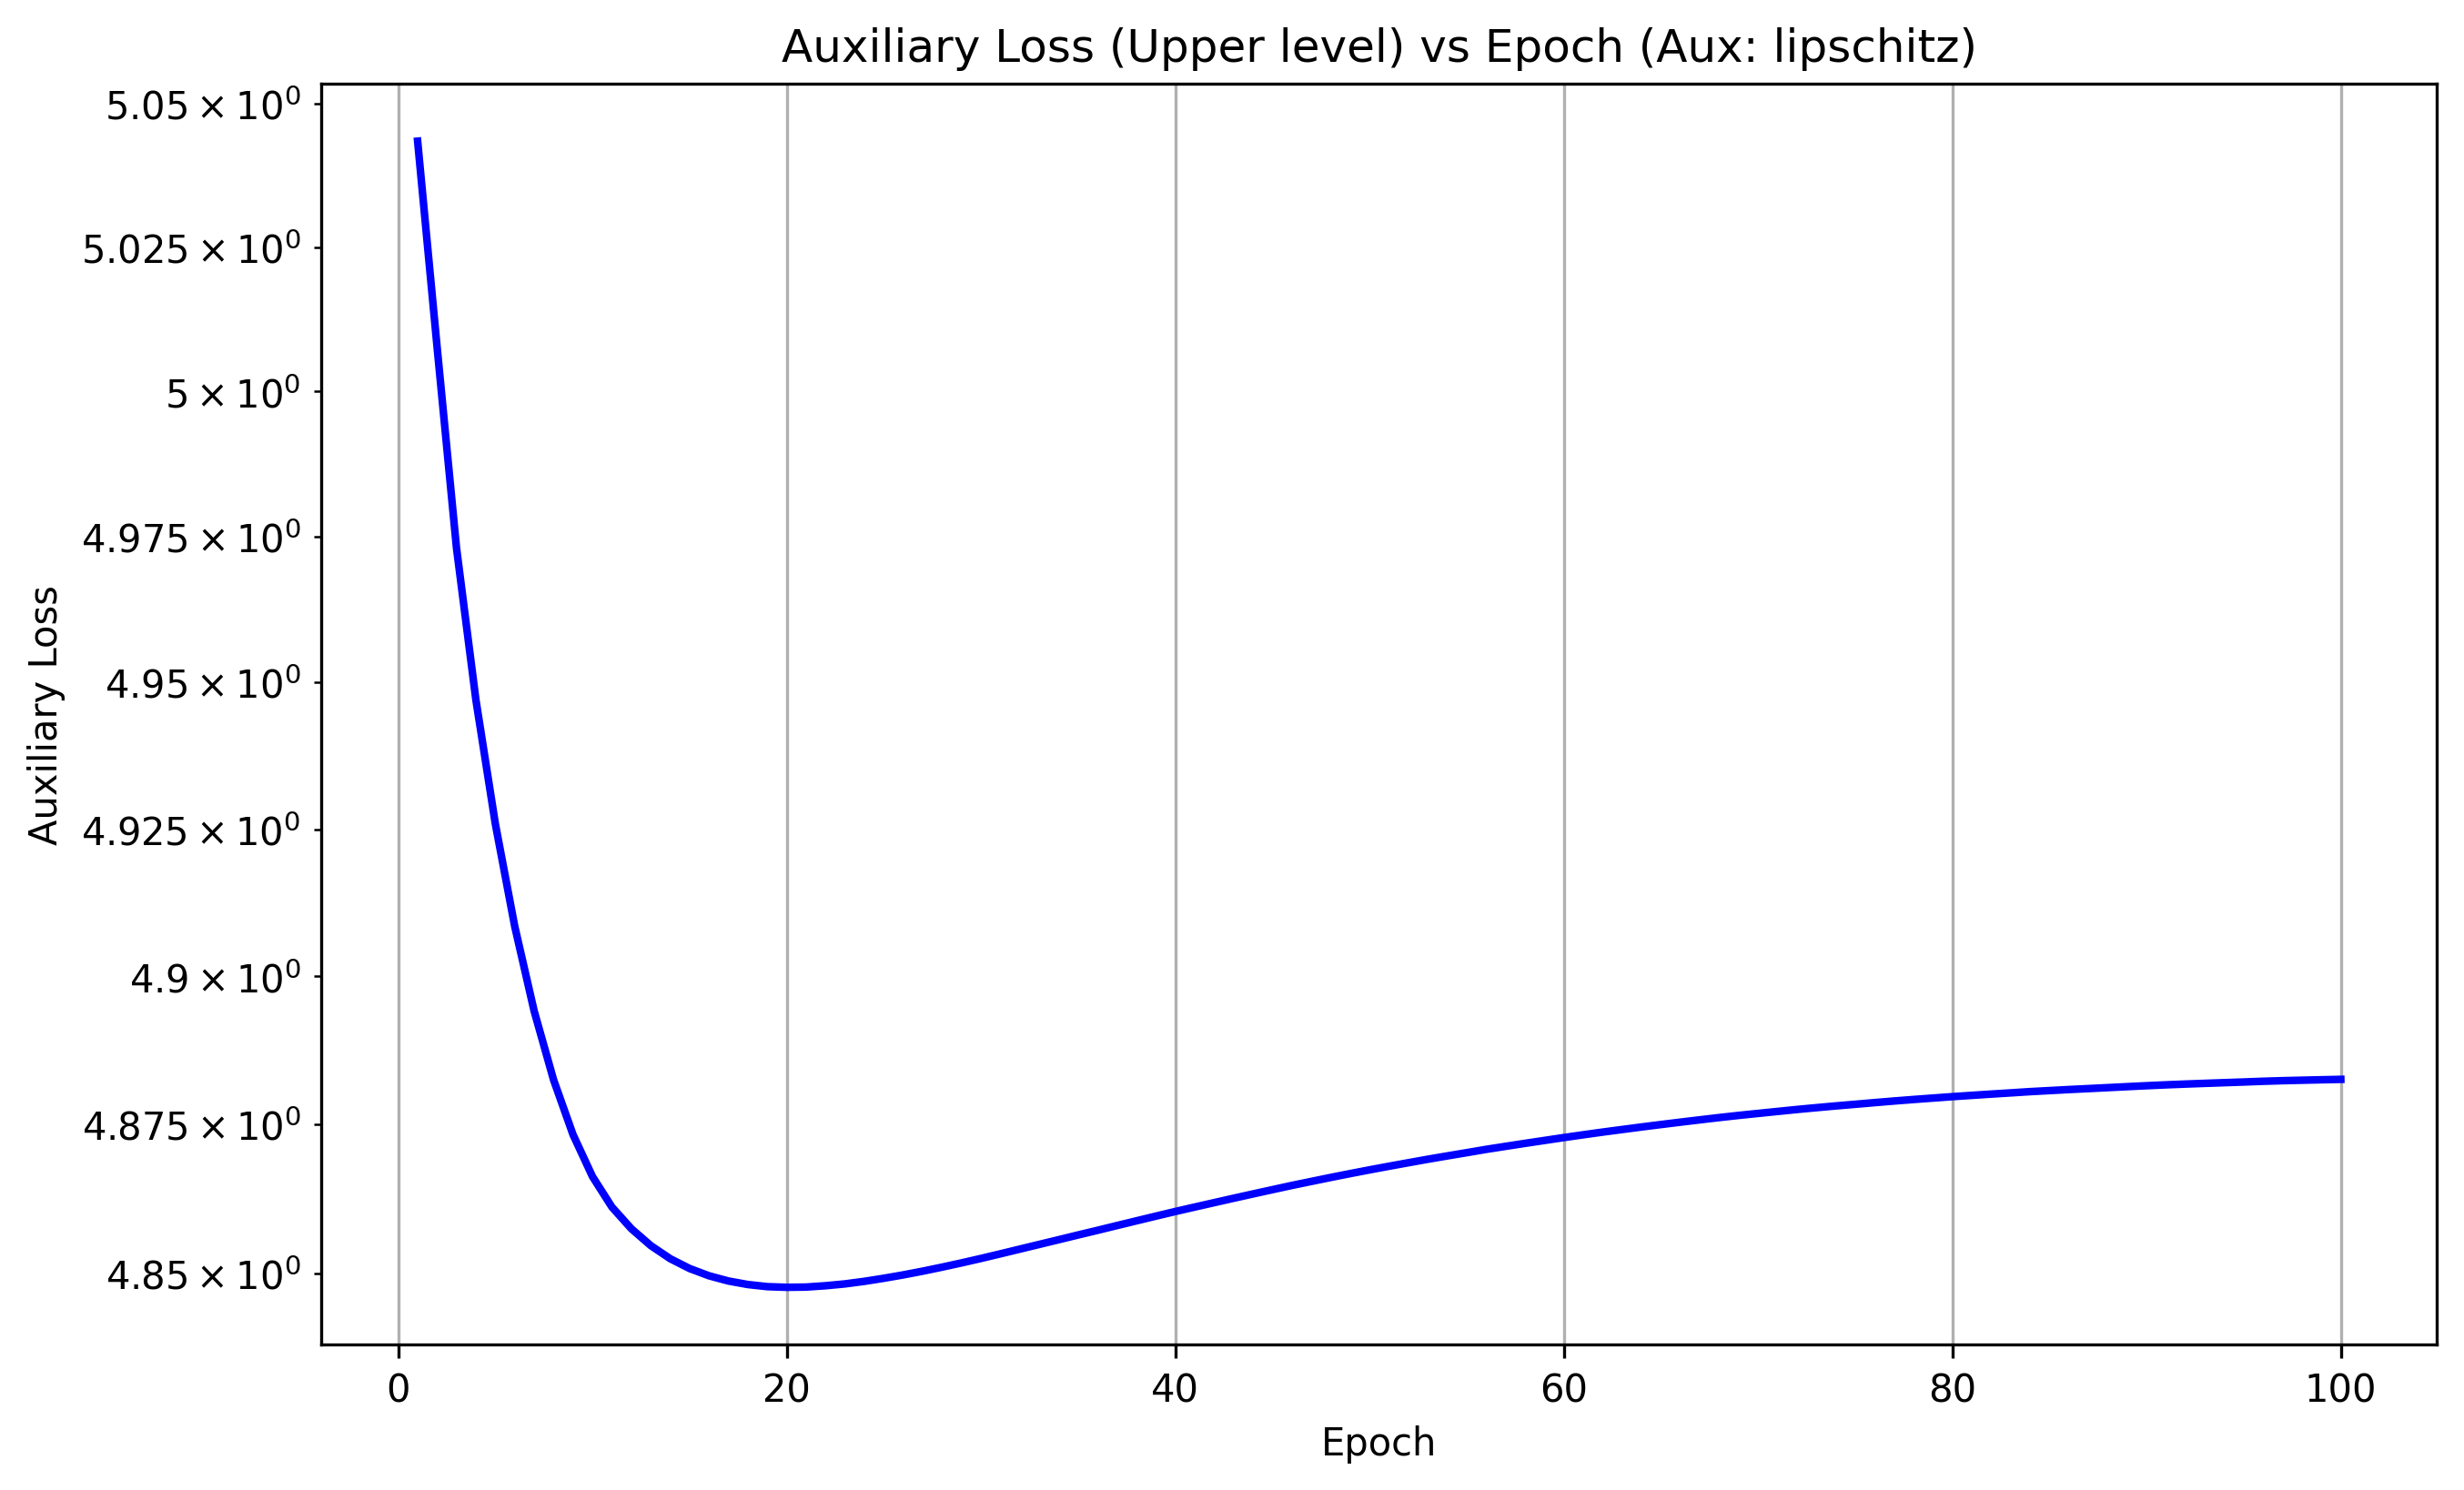 Auxiliary Loss (Upper level) vs Epoch (Aux: lipschitz)
5.05 × 10⁰
5.025 × 10⁰
5 × 10⁰
4.975 × 10⁰
4.95 × 10⁰
4.925 × 10⁰
4.9 × 10⁰
4.875 × 10⁰
4.85 × 10⁰
Auxiliary Loss
0 20 40 60 80 100
Epoch